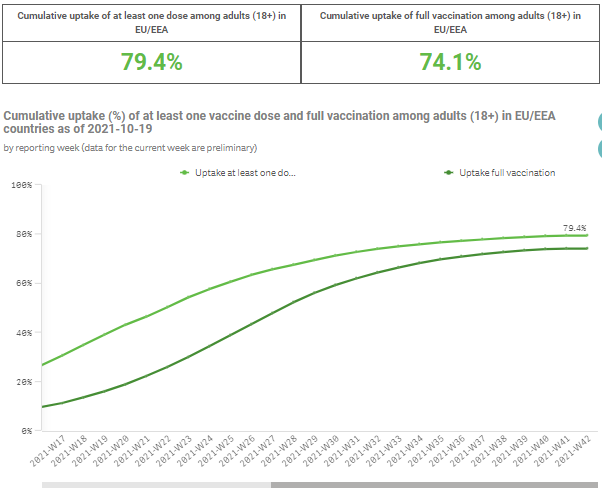 Cumulative uptake of at least one dose among adults (18+) in
EU/EEA
79.4%
Cumulative uptake of full vaccination among adults (18+) in
EU/EEA
74.1%
Cumulative uptake (%) of at least one vaccine dose and full vaccination among adults (18+) in EU/EEA
countries as of 2021-10-19
by reporting week (data for the current week are preliminary)
Uptake at least one do...
Uptake full vaccination
100%
80%
60%
40%
20%
0%
79.4%
2021-W17
2021-W18
2021-W19
2021-W20
2021-W21
2021-W22
2021-W23
2021-W24
2021-W25
2021-W26
2021-W27
2021-W28
2021-W29
2021-W30
2021-W31
2021-W32
2021-W33
2021-W34
2021-W35
2021-W36
2021-W37
2021-W38
2021-W39
2021-W40
2021-W41
2021-W42